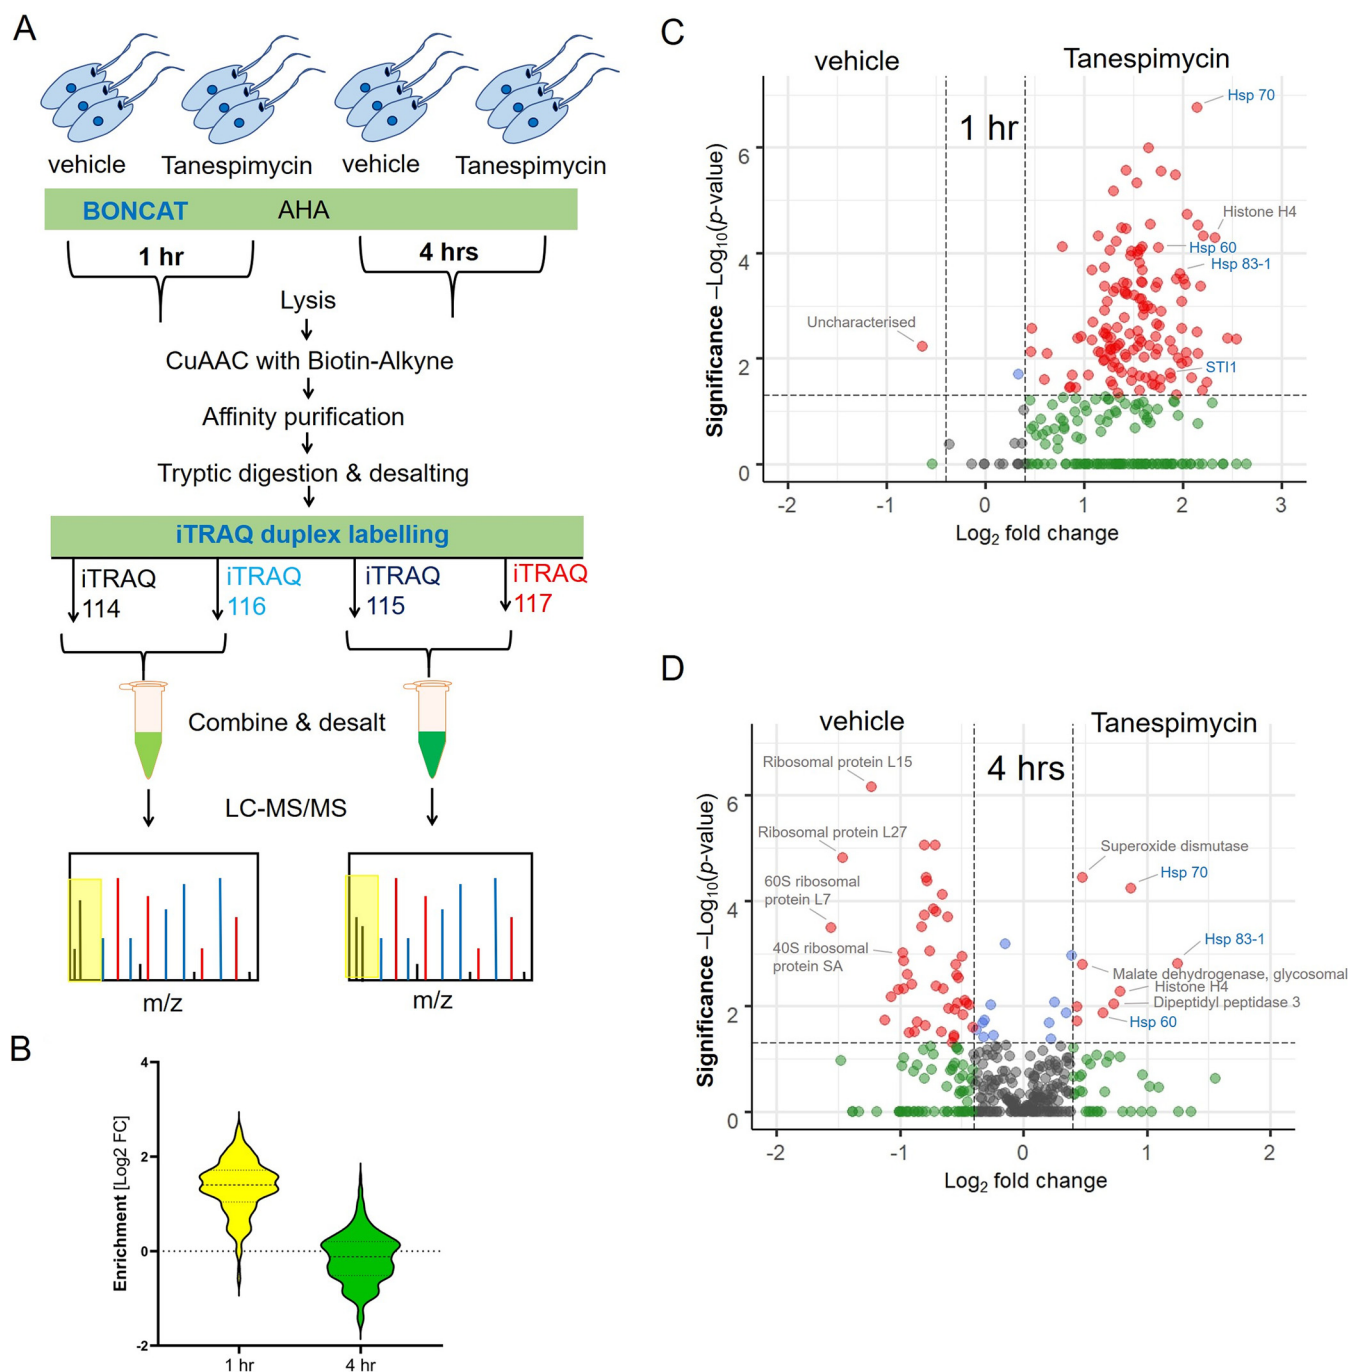 A
vehicle
Tanespimycin
vehicle
Tanespimycin
BONCAT
AHA
1 hr
4 hrs
Lysis
CuAAC with Biotin-Alkyne
Affinity purification
Tryptic digestion & desalting
iTRAQ duplex labelling
iTRAQ
114
iTRAQ
116
iTRAQ
115
iTRAQ
117
Combine & desalt
LC-MS/MS
m/z
m/z
B
Enrichment [Log2 FC]
4
2
0
-2
1 hr
4 hr
C
vehicle
Tanespimycin
1 hr
Hsp 70
Histone H4
Hsp 60
Hsp 83-1
Uncharacterised
STI1
Significance –Log10(p-value)
6
4
2
0
-2
-1
0
1
2
3
Log2 fold change
D
vehicle
Tanespimycin
4 hrs
Ribosomal protein L15
Ribosomal protein L27
60S ribosomal
protein L7
40S ribosomal
protein SA
Superoxide dismutase
Hsp 70
Hsp 83-1
Malate dehydrogenase, glycosomal
Histone H4
Dipeptidyl peptidase 3
Hsp 60
Significance –Log10(p-value)
6
4
2
0
-2
-1
0
1
2
Log2 fold change